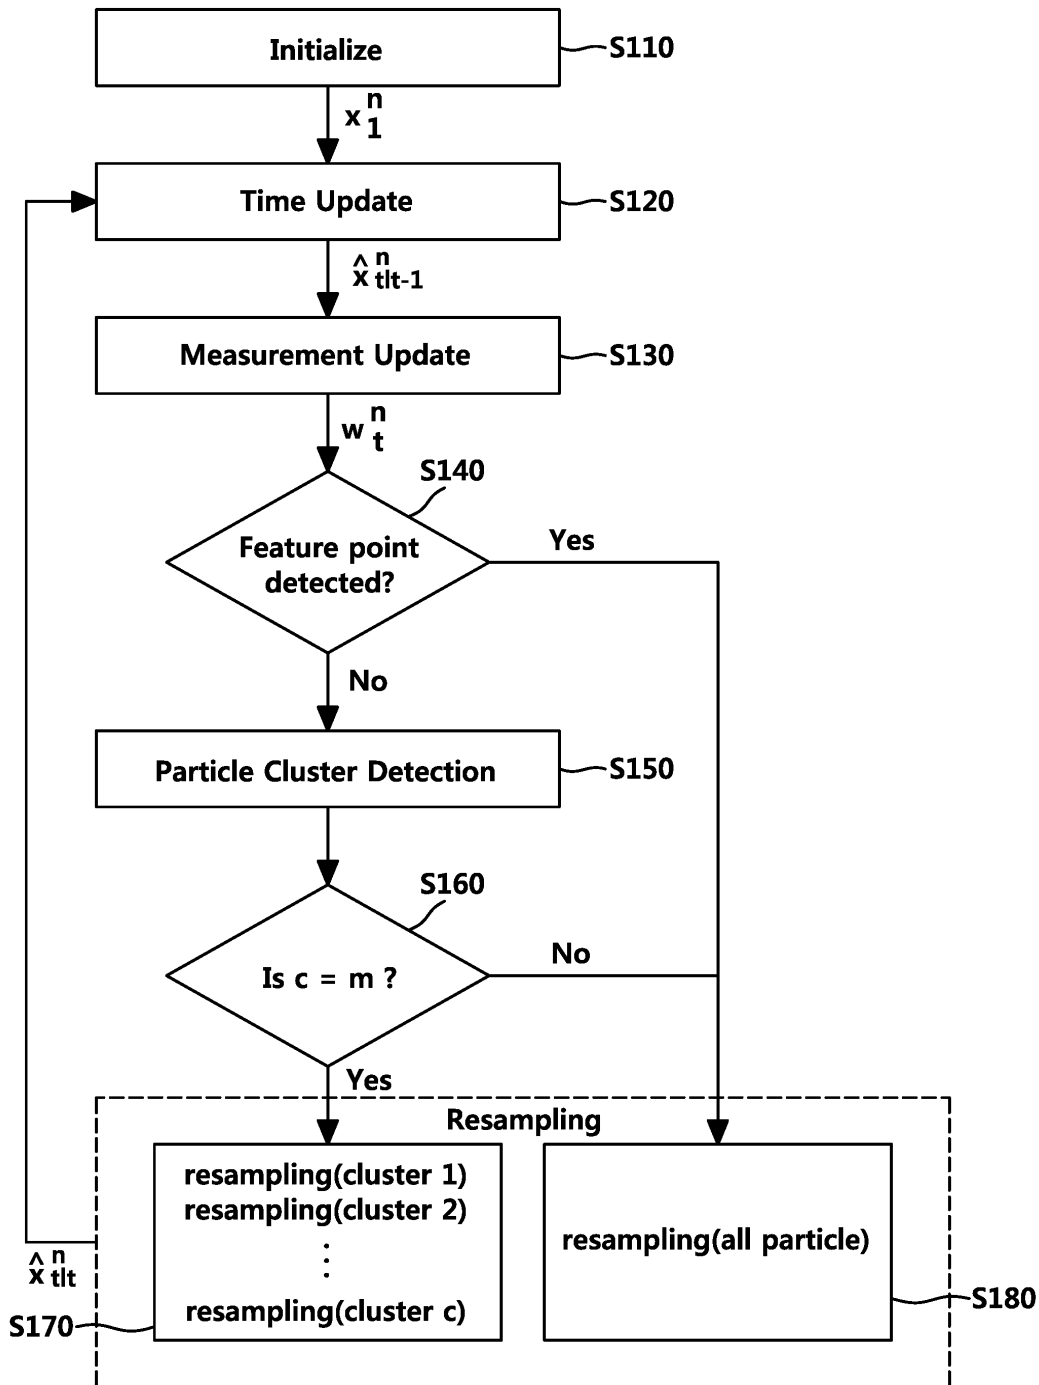 Initialize
S110
x n 1
Time Update
S120
x̂ n tlt-1
Measurement Update
S130
w n t
S140
Feature point
detected?
Yes
No
Particle Cluster Detection
S150
S160
Is c = m ?
No
Yes
Resampling
resampling(cluster 1)
resampling(cluster 2)
⋮
resampling(cluster c)
resampling(all particle)
x̂ n tlt
S170
S180